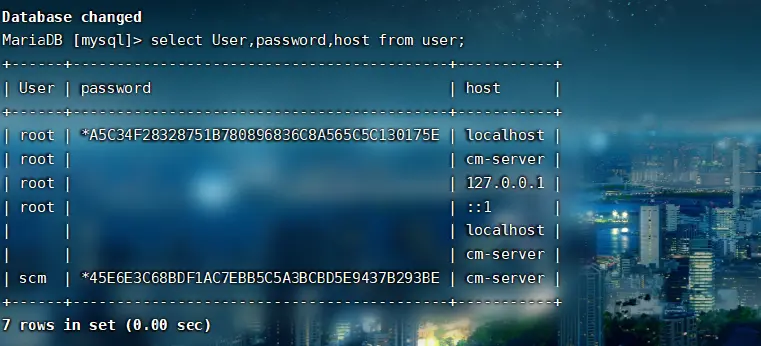 Database changed
MariaDB [mysql]> select User,password,host from user;
+------+-------------------------------------------+-----------+
| User | password                                  | host      |
+------+-------------------------------------------+-----------+
| root | *A5C34F28328751B780896836C8A565C5C130175E | localhost |
| root |                                           | cm-server |
| root |                                           | 127.0.0.1 |
| root |                                           | ::1       |
|      |                                           | localhost |
|      |                                           | cm-server |
| scm  | *45E6E3C68BDF1AC7EBB5C5A3BCBD5E9437B293BE | cm-server |
+------+-------------------------------------------+-----------+
7 rows in set (0.00 sec)